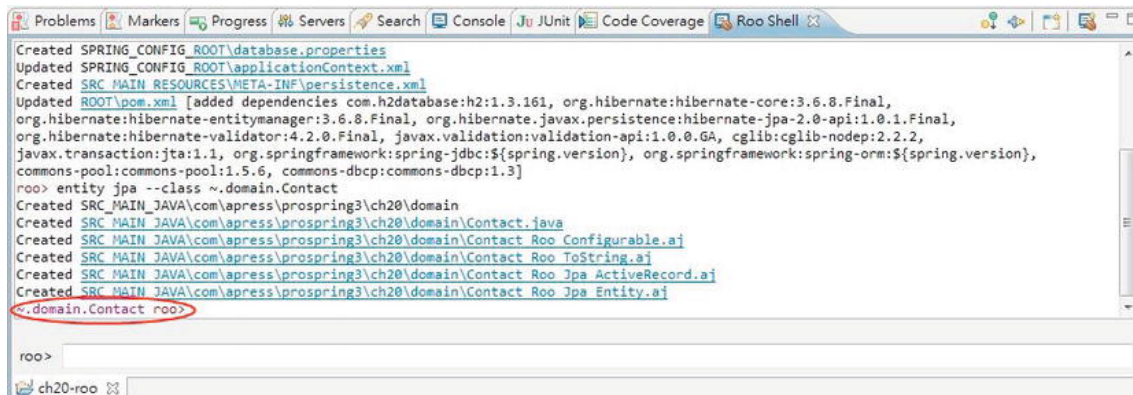 Problems Markers Progress Servers Search Console JUnit Code Coverage Roo Shell
Created SPRING_CONFIG_ROOT\database.properties
Updated SPRING_CONFIG_ROOT\applicationContext.xml
Created SRC_MAIN_RESOURCES\META-INF\persistence.xml
Updated ROOT\pom.xml [added dependencies com.h2database:h2:1.3.161, org.hibernate:hibernate-core:3.6.8.Final,
org.hibernate:hibernate-entitymanager:3.6.8.Final, org.hibernate.javax.persistence:hibernate-jpa-2.0-api:1.0.1.Final,
org.hibernate:hibernate-validator:4.2.0.Final, javax.validation:validation-api:1.0.0.GA, cglib:cglib-nodep:2.2.2,
javax.transaction:jta:1.1, org.springframework:spring-jdbc:${spring.version}, org.springframework:spring-orm:${spring.version},
commons-pool:commons-pool:1.5.6, commons-dbcp:commons-dbcp:1.3]
roo> entity jpa --class ~.domain.Contact
Created SRC_MAIN_JAVA\com\apress\prospring3\ch20\domain
Created SRC_MAIN_JAVA\com\apress\prospring3\ch20\domain\Contact.java
Created SRC_MAIN_JAVA\com\apress\prospring3\ch20\domain\Contact_Roo_Configurable.aj
Created SRC_MAIN_JAVA\com\apress\prospring3\ch20\domain\Contact_Roo_ToString.aj
Created SRC_MAIN_JAVA\com\apress\prospring3\ch20\domain\Contact_Roo_Jpa_ActiveRecord.aj
Created SRC_MAIN_JAVA\com\apress\prospring3\ch20\domain\Contact_Roo_Jpa_Entity.aj
~.domain.Contact roo>
roo>
ch20-roo